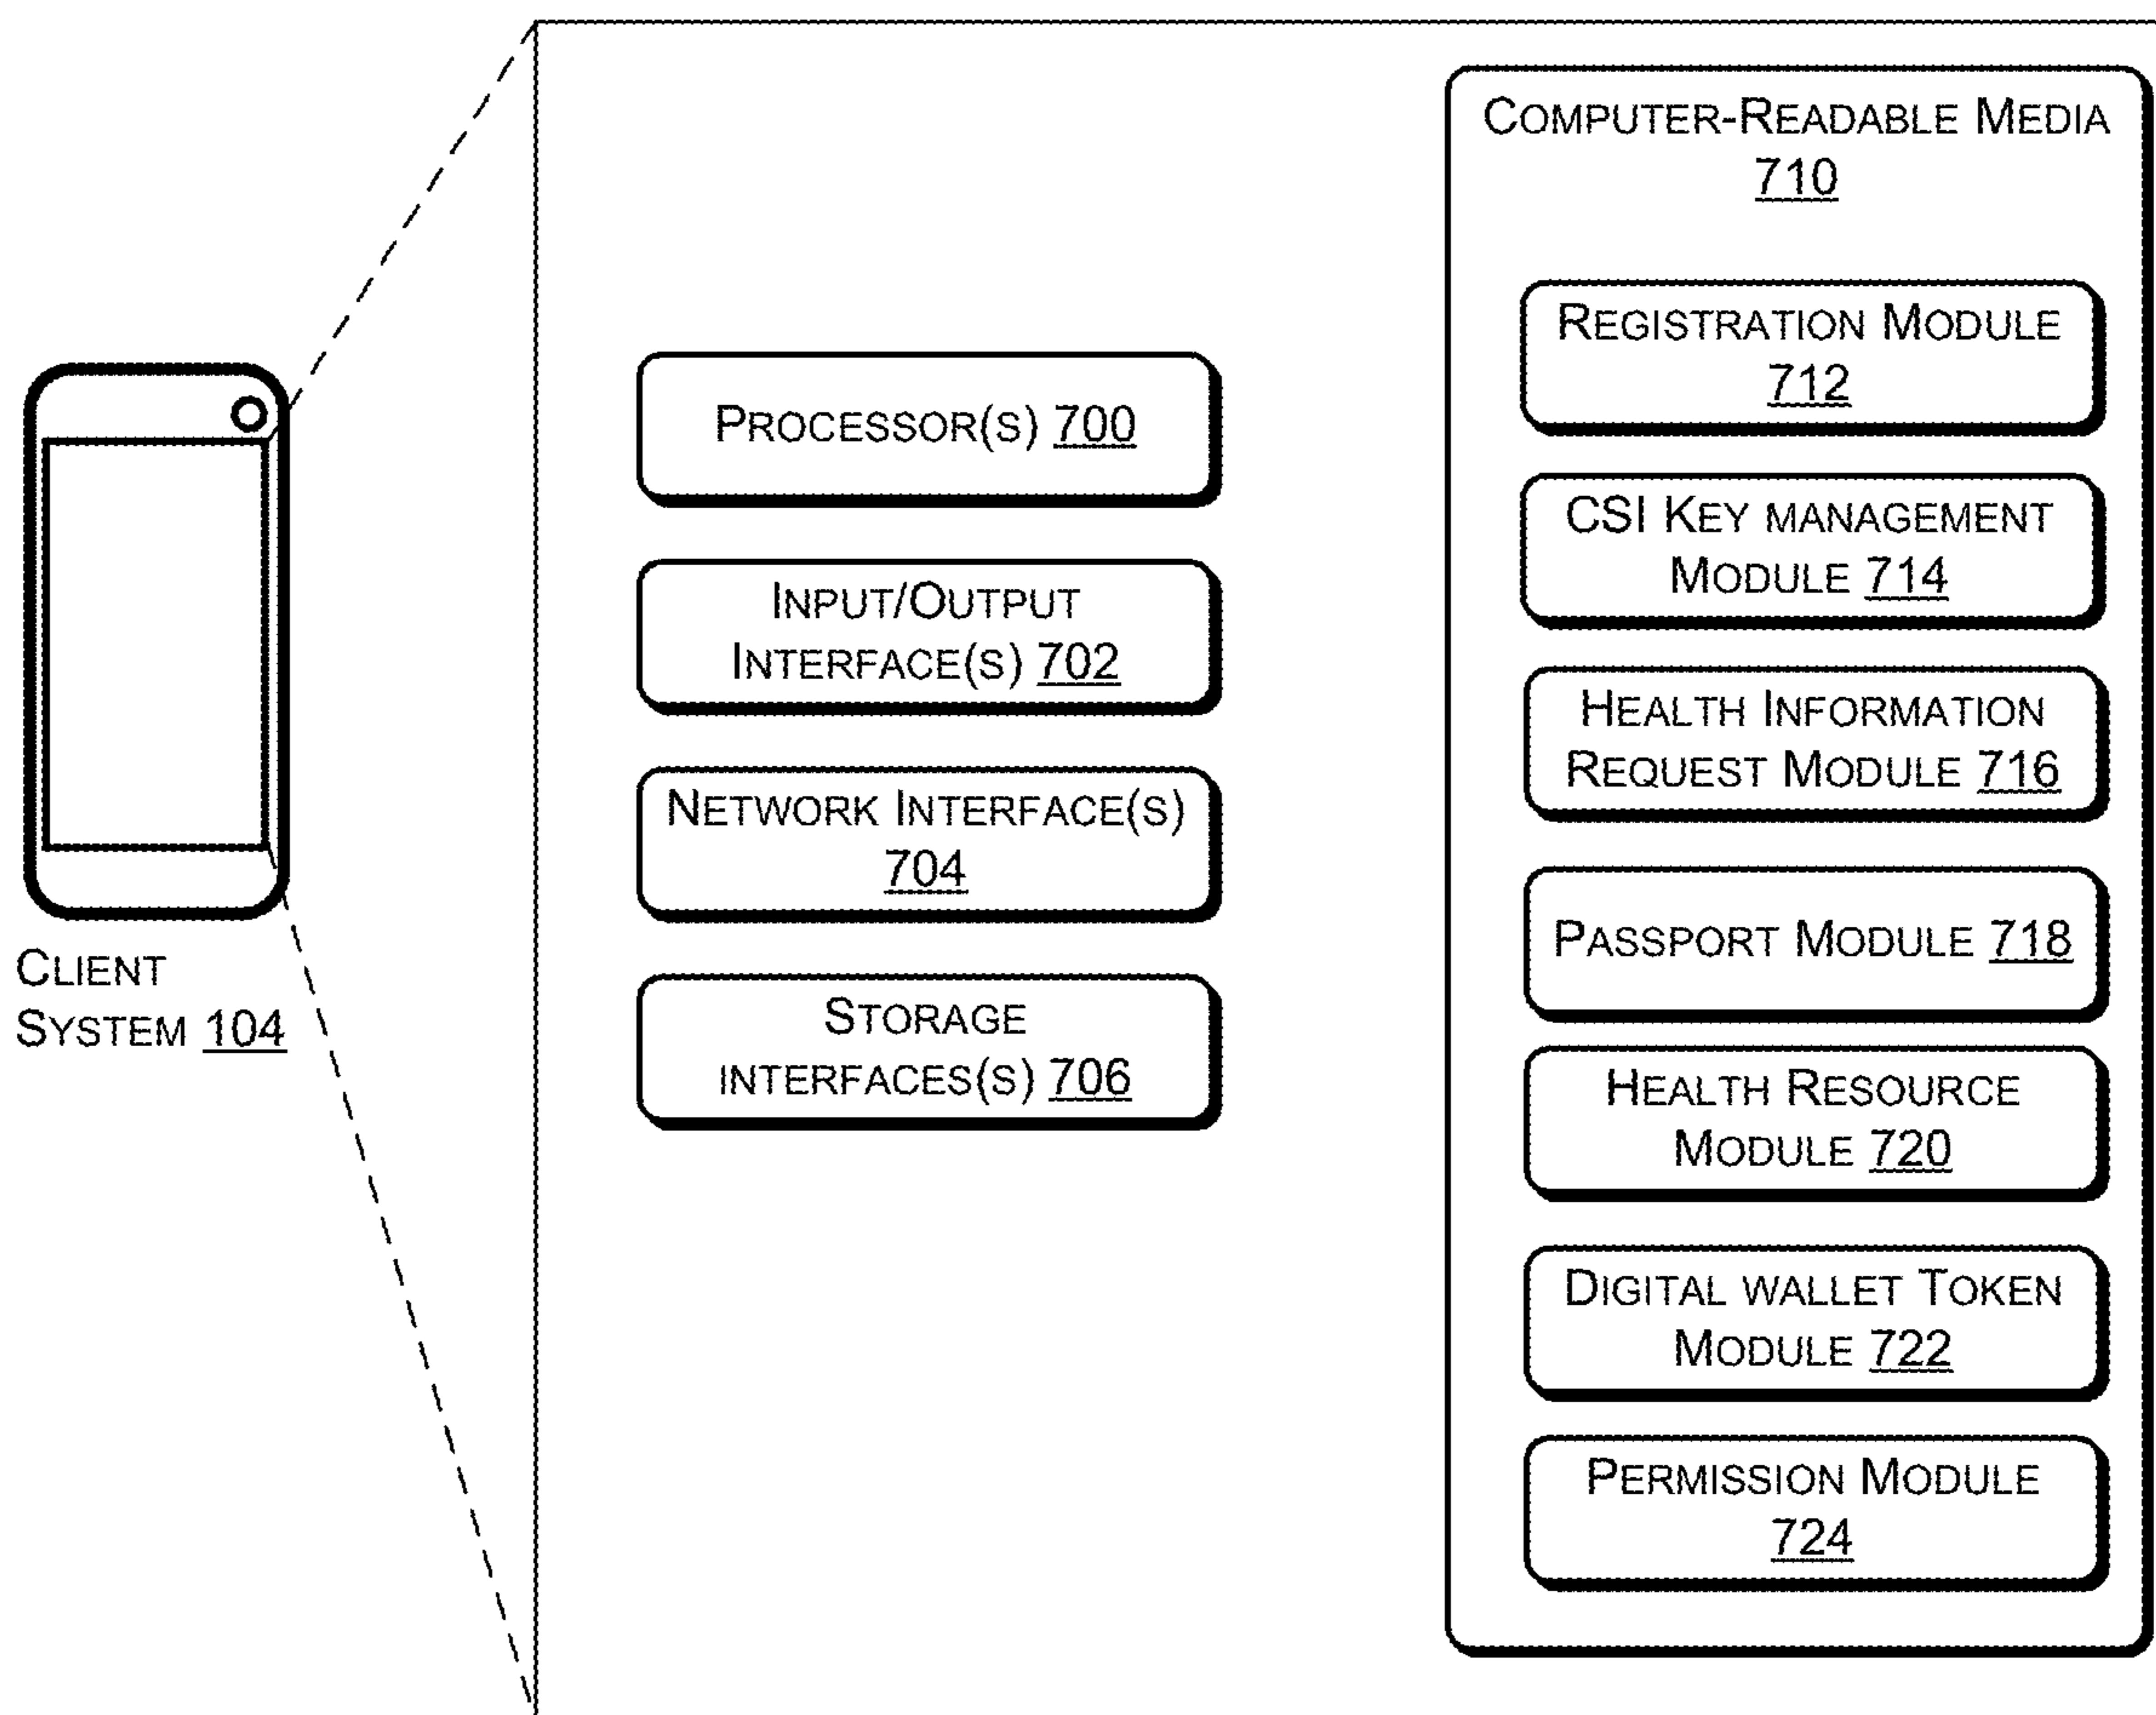 CLIENT
SYSTEM 104
PROCESSOR(S) 700
INPUT/OUTPUT
INTERFACE(S) 702
NETWORK INTERFACE(S)
704
STORAGE
INTERFACES(S) 706
COMPUTER-READABLE MEDIA
710
REGISTRATION MODULE
712
CSI KEY MANAGEMENT
MODULE 714
HEALTH INFORMATION
REQUEST MODULE 716
PASSPORT MODULE 718
HEALTH RESOURCE
MODULE 720
DIGITAL WALLET TOKEN
MODULE 722
PERMISSION MODULE
724